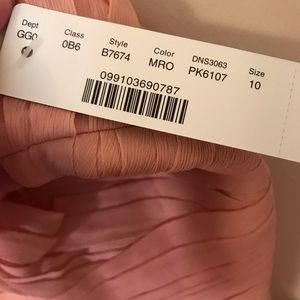 Dept Class Style Color DNS3063 Size
GG0 0B6 B7674 MRO PK6107 10
099103690787